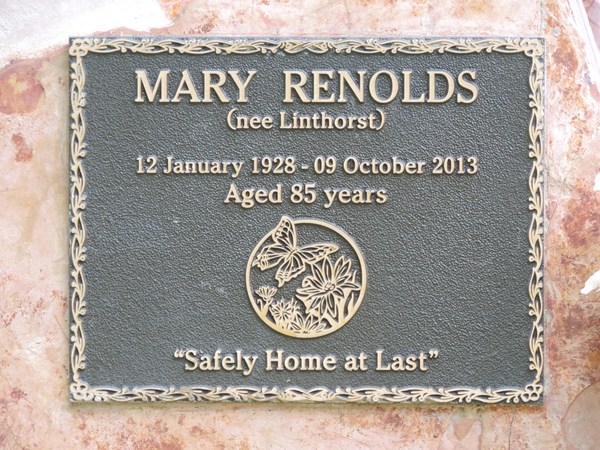 MARY RENOLDS
(nee Linthorst)
12 January 1928 - 09 October 2013
Aged 85 years
“Safely Home at Last”